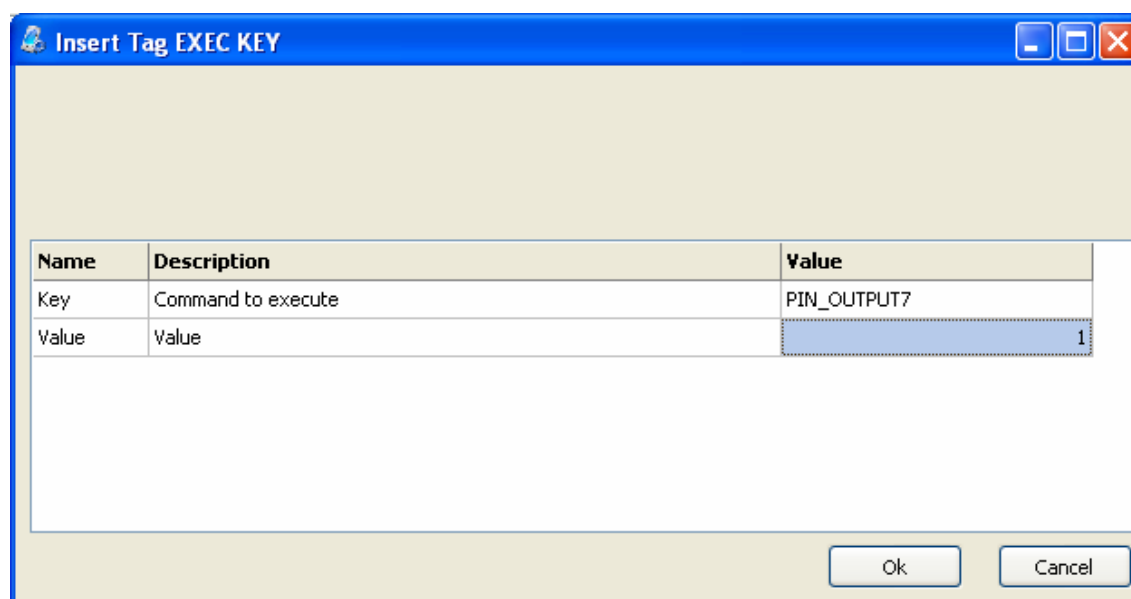 Insert Tag EXEC KEY
Name Description Value
Key Command to execute PIN_OUTPUT7
Value Value 1
Ok Cancel